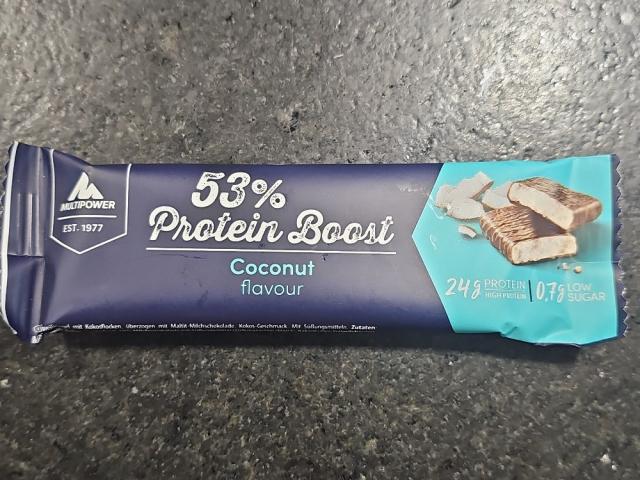 MULTIPOWER
EST. 1977
53%
Protein Boost
Coconut
flavour
24g PROTEIN
HIGH PROTEIN
0,7g LOW
SUGAR
mit Kokosflocken, überzogen mit Maltit-Milchschokolade. Kokos-Geschmack. Mit Süßungsmitteln. Zutaten